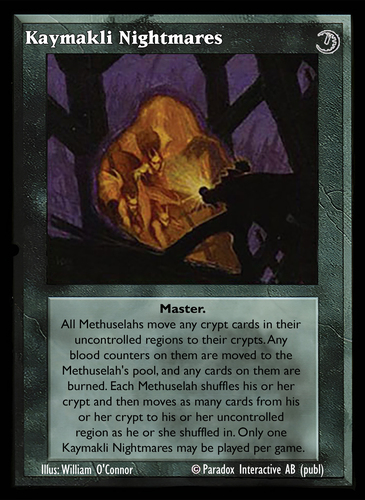 Kaymakli Nightmares
Master.
All Methuselahs move any crypt cards in their
uncontrolled regions to their crypts. Any
blood counters on them are moved to the
Methuselah's pool, and any cards on them are
burned. Each Methuselah shuffles his or her
crypt and then moves as many cards from his
or her crypt to his or her uncontrolled
region as he or she shuffled in. Only one
Kaymakli Nightmares may be played per game.
Illus: William O'Connor
© Paradox Interactive AB (publ)